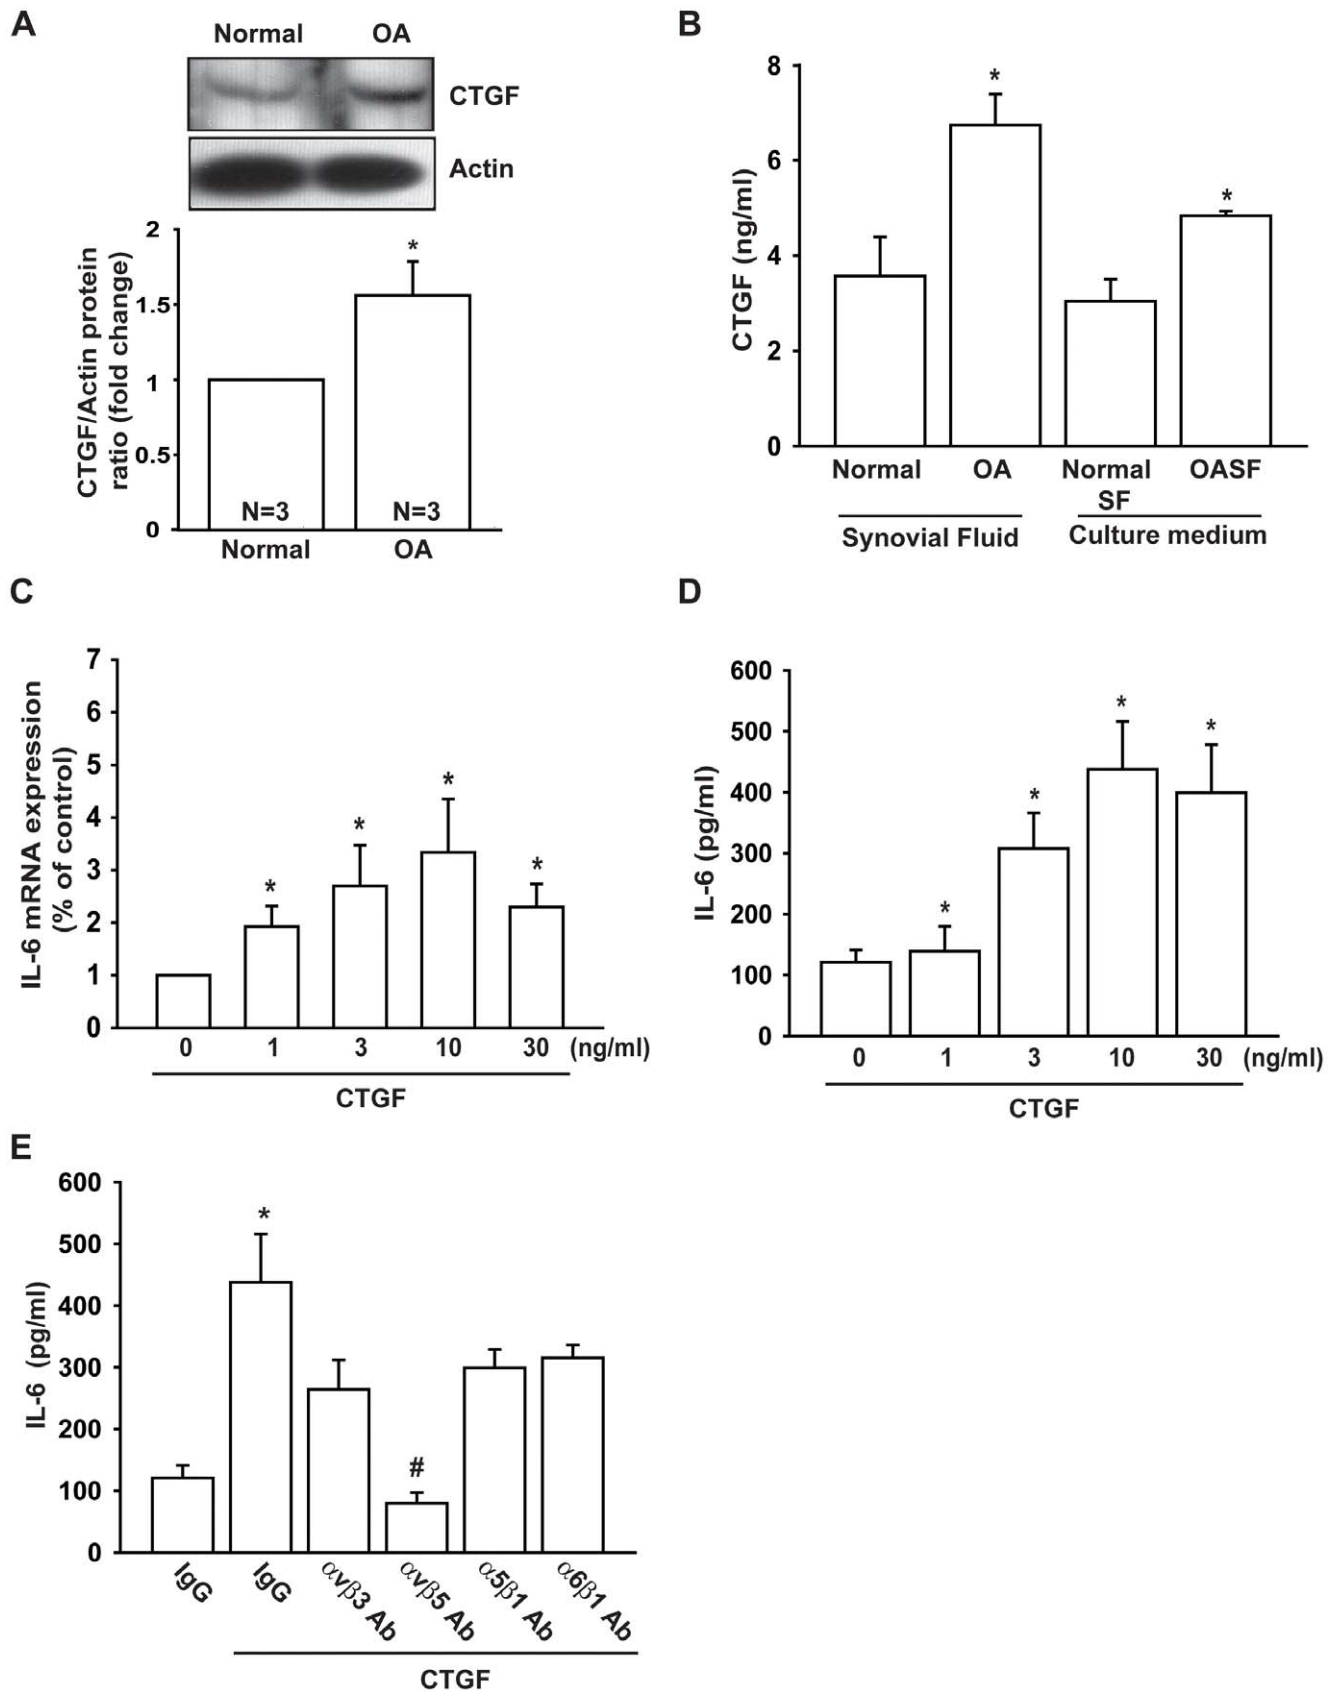 A
Normal OA
CTGF
Actin
CTGF/Actin protein
ratio (fold change)
2
*
1.5
1
0.5
N=3 N=3
0
Normal OA
B
CTGF (ng/ml)
8
*
6
*
4
2
0
Normal OA Normal OASF
SF
Synovial Fluid Culture medium
C
IL-6 mRNA expression
(% of control)
7
6
5
*
4
*
*
3
*
2
1
0
0 1 3 10 30 (ng/ml)
CTGF
D
IL-6 (pg/ml)
600
*
500
*
400
*
300
200
*
100
0
0 1 3 10 30 (ng/ml)
CTGF
E
IL-6 (pg/ml)
600
*
500
400
300
200
#
100
0
IgG IgG αvβ3 Ab αvβ5 Ab α5β1 Ab α6β1 Ab
CTGF